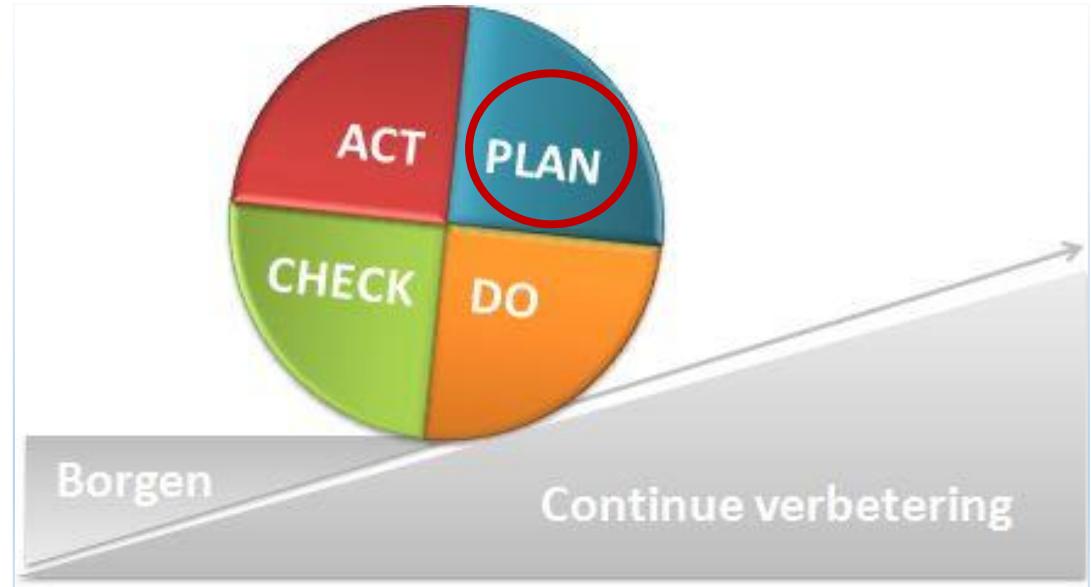 ACT
PLAN
CHECK
DO
Borgen
Continue verbetering